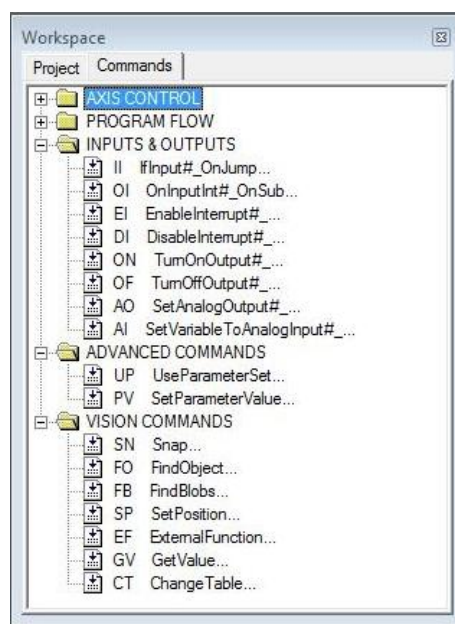 Workspace
Project Commands
AXIS CONTROL
PROGRAM FLOW
INPUTS & OUTPUTS
II IfInput#_OnJump...
OI OnInputInt#_OnSub...
EI EnableInterrupt#_...
DI DisableInterrupt#_...
ON TurnOnOutput#_...
OF TurnOffOutput#_...
AO SetAnalogOutput#_...
AI SetVariableToAnalogInput#_...
ADVANCED COMMANDS
UP UseParameterSet...
PV SetParameterValue...
VISION COMMANDS
SN Snap...
FO FindObject...
FB FindBlobs...
SP SetPosition...
EF ExternalFunction...
GV GetValue...
CT ChangeTable...